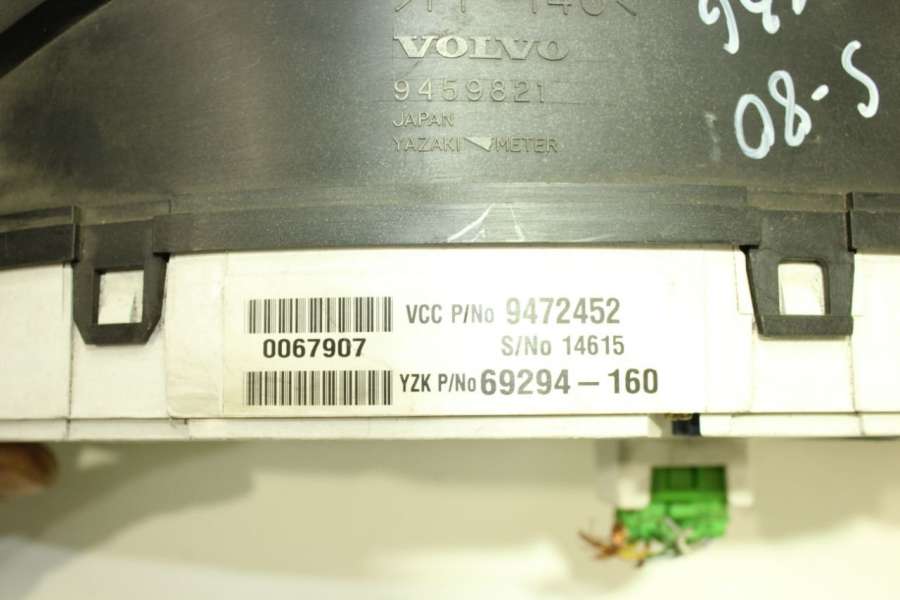 VOLVO
9459821
JAPAN
YAZAKI METER
08-S
VCC P/No 9472452
0067907
S/No 14615
YZK P/No 69294-160